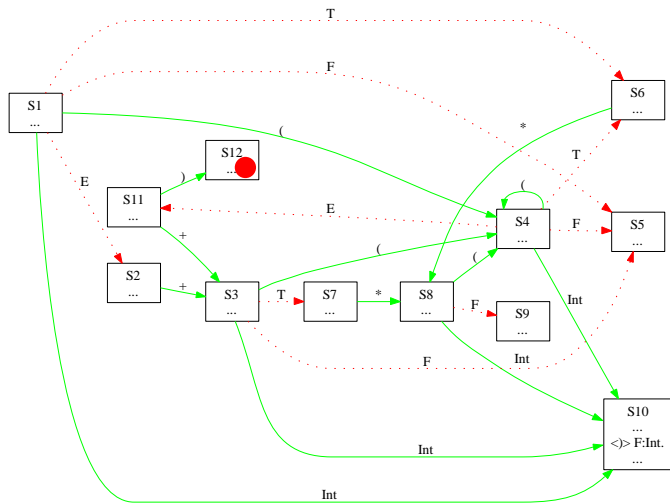 T
F
S1
...
S6
...
*
(
S12
...
T
E
)
(
S11
...
E
S4
...
F
S5
...
+
(
(
S2
...
+
S3
...
T
S7
...
*
S8
...
F
S9
...
Int
Int
F
S10
...
<)> F:Int.
...
Int
Int